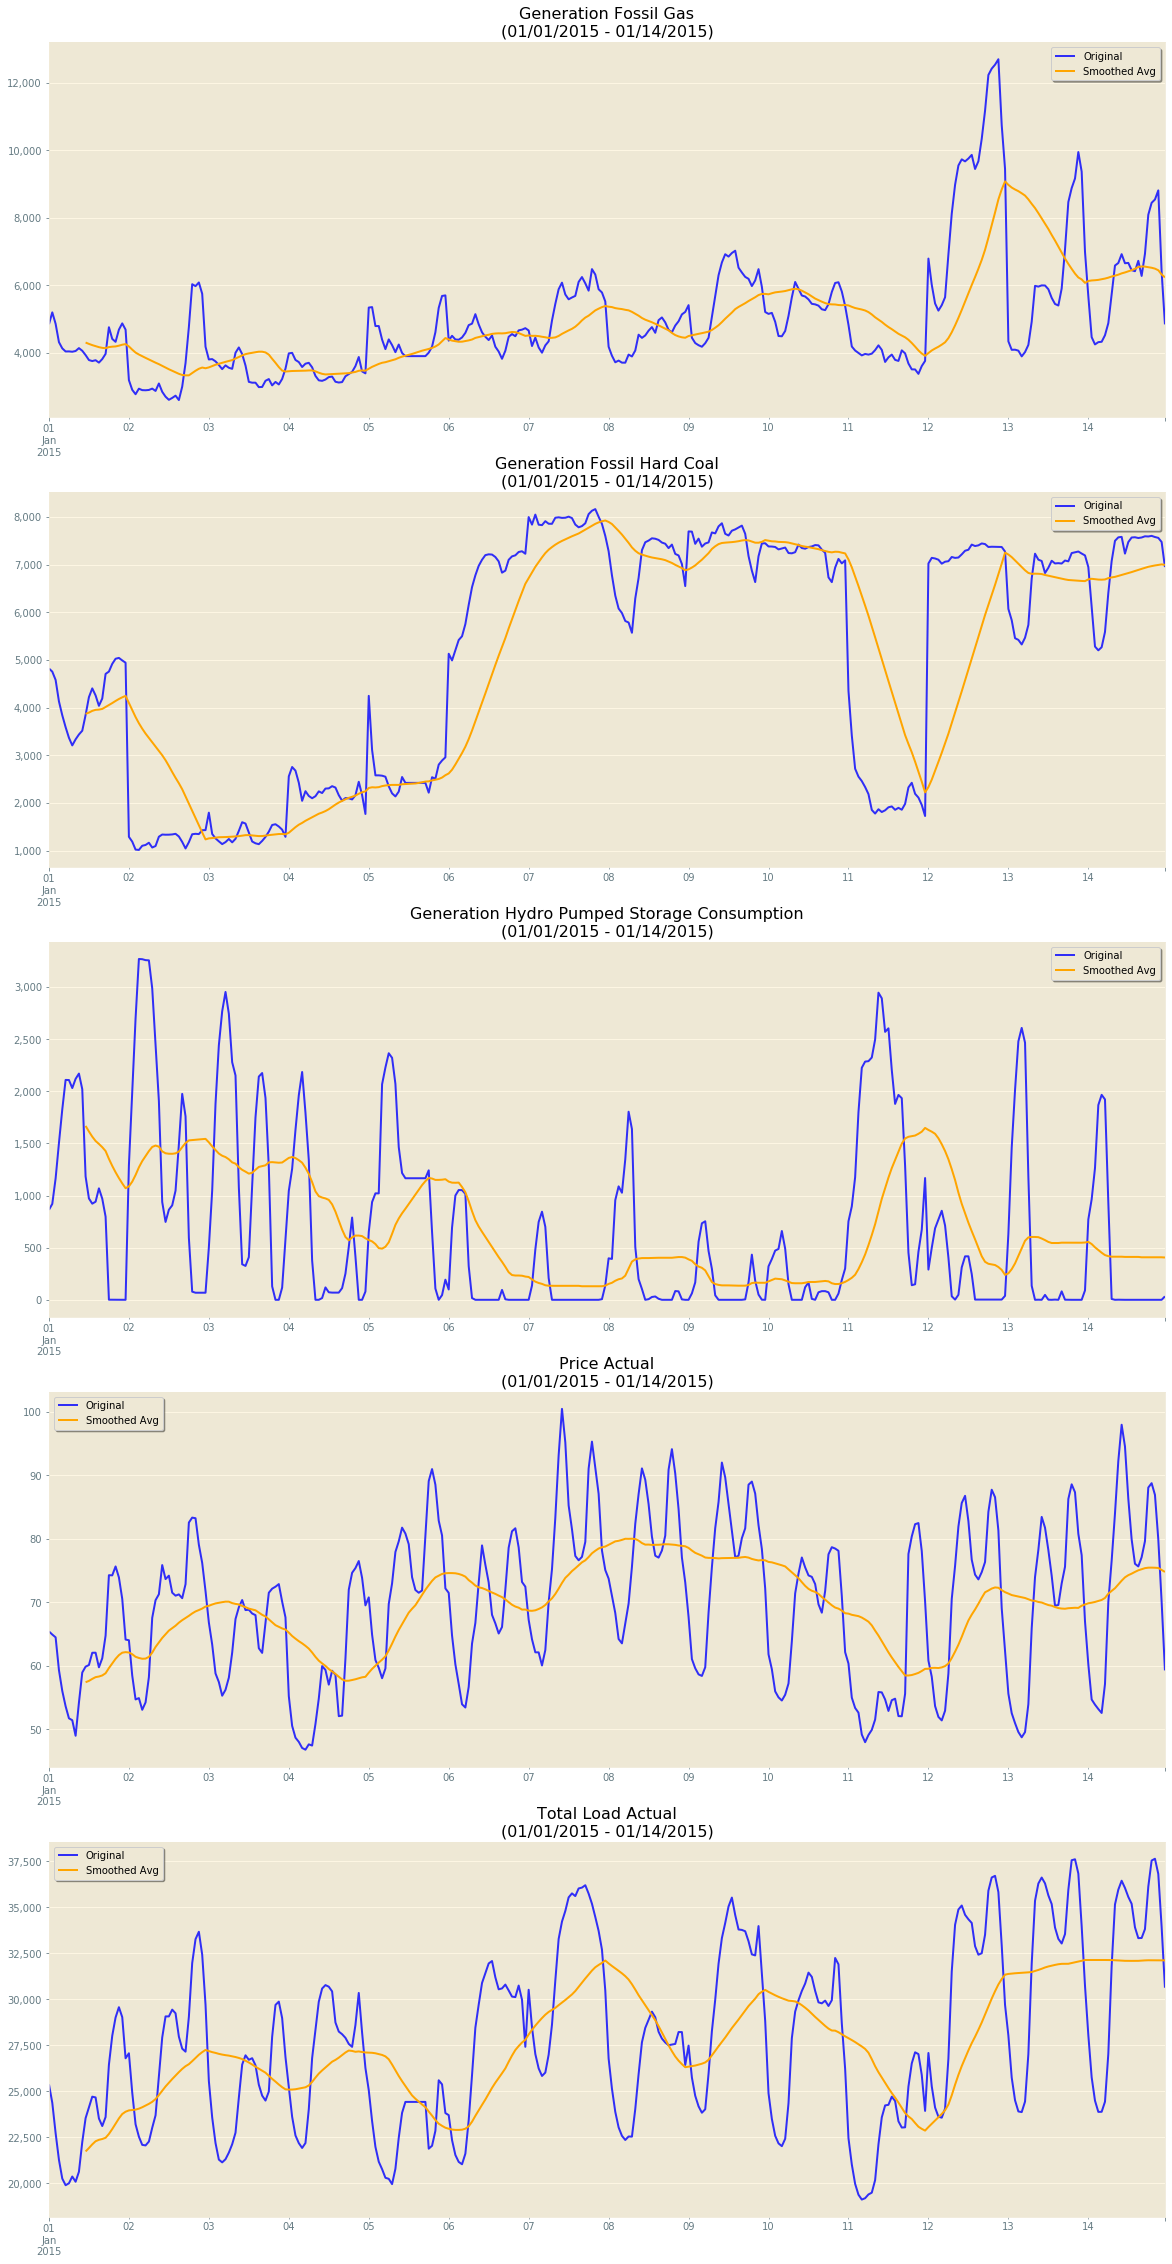 Generation Fossil Gas
(01/01/2015 - 01/14/2015)
Original
Smoothed Avg
12,000
10,000
8,000
6,000
4,000
01 02 03 04 05 06 07 08 09 10 11 12 13 14
Jan
2015
Generation Fossil Hard Coal
(01/01/2015 - 01/14/2015)
Original
Smoothed Avg
8,000
7,000
6,000
5,000
4,000
3,000
2,000
1,000
01 02 03 04 05 06 07 08 09 10 11 12 13 14
Jan
2015
Generation Hydro Pumped Storage Consumption
(01/01/2015 - 01/14/2015)
Original
Smoothed Avg
3,000
2,500
2,000
1,500
1,000
500
0
01 02 03 04 05 06 07 08 09 10 11 12 13 14
Jan
2015
Price Actual
(01/01/2015 - 01/14/2015)
Original
Smoothed Avg
100
90
80
70
60
50
01 02 03 04 05 06 07 08 09 10 11 12 13 14
Jan
2015
Total Load Actual
(01/01/2015 - 01/14/2015)
Original
Smoothed Avg
37,500
35,000
32,500
30,000
27,500
25,000
22,500
20,000
01 02 03 04 05 06 07 08 09 10 11 12 13 14
Jan
2015